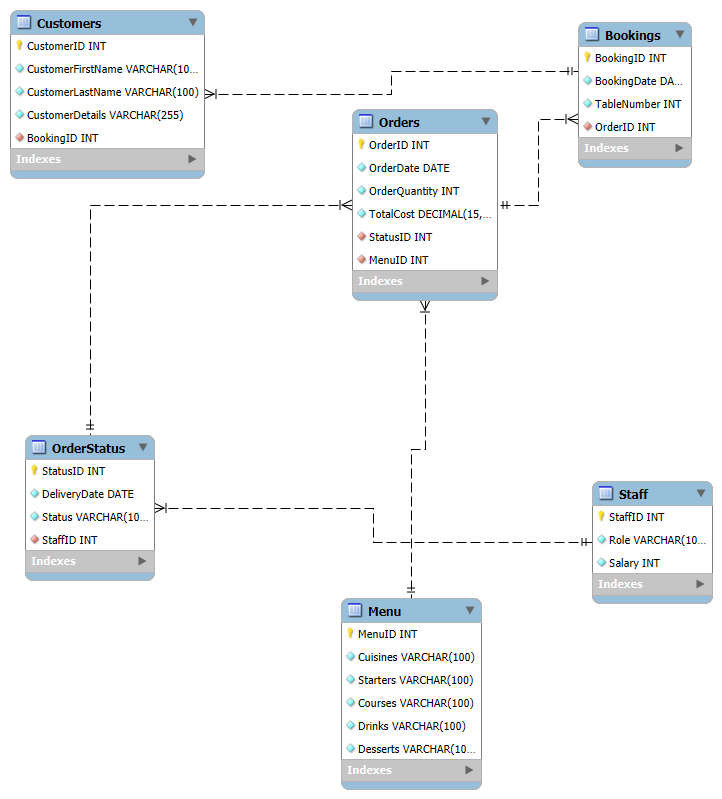 Customers
CustomerID INT
CustomerFirstName VARCHAR(10...
CustomerLastName VARCHAR(100)
CustomerDetails VARCHAR(255)
BookingID INT
Indexes
Bookings
BookingID INT
BookingDate DA...
TableNumber INT
OrderID INT
Indexes
Orders
OrderID INT
OrderDate DATE
OrderQuantity INT
TotalCost DECIMAL(15,...
StatusID INT
MenuID INT
Indexes
OrderStatus
StatusID INT
DeliveryDate DATE
Status VARCHAR(10...
StaffID INT
Indexes
Staff
StaffID INT
Role VARCHAR(10...
Salary INT
Indexes
Menu
MenuID INT
Cuisines VARCHAR(100)
Starters VARCHAR(100)
Courses VARCHAR(100)
Drinks VARCHAR(100)
Desserts VARCHAR(10...
Indexes